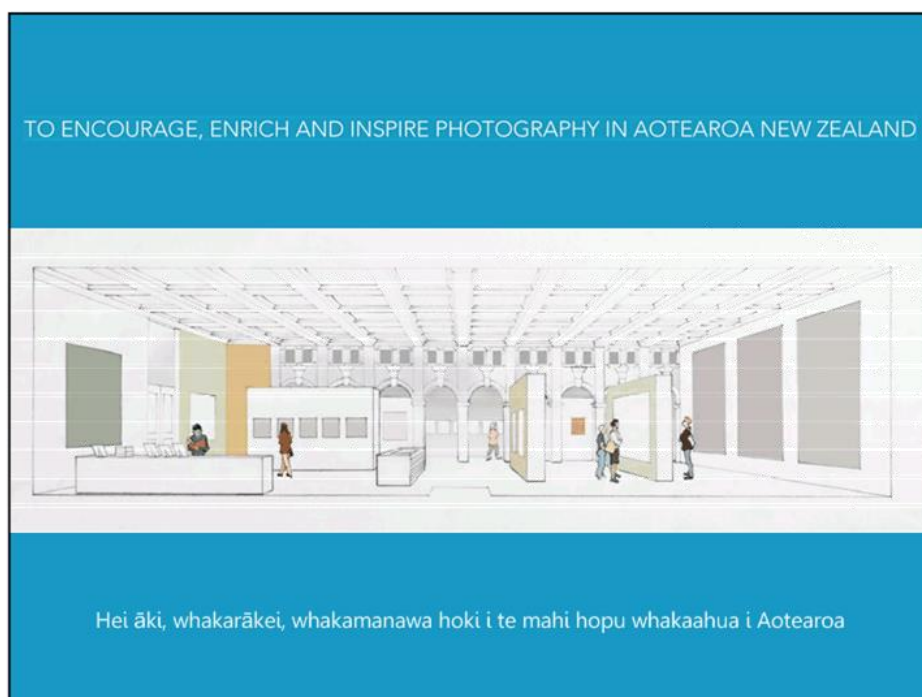 TO ENCOURAGE, ENRICH AND INSPIRE PHOTOGRAPHY IN AOTEAROA NEW ZEALAND
Hei āki, whakarākei, whakamanawa hoki i te mahi hopu whakaahua i Aotearoa